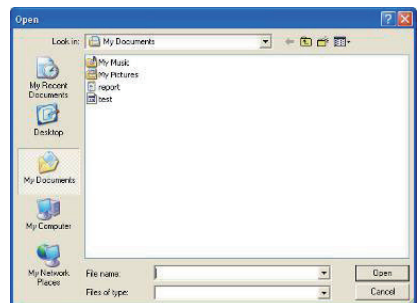 Open
Look in: My Documents
My Music
My Pictures
report
test
My Recent
Documents
Desktop
My Documents
My Computer
My Network
Places
File name:
Open
Files of type:
Cancel